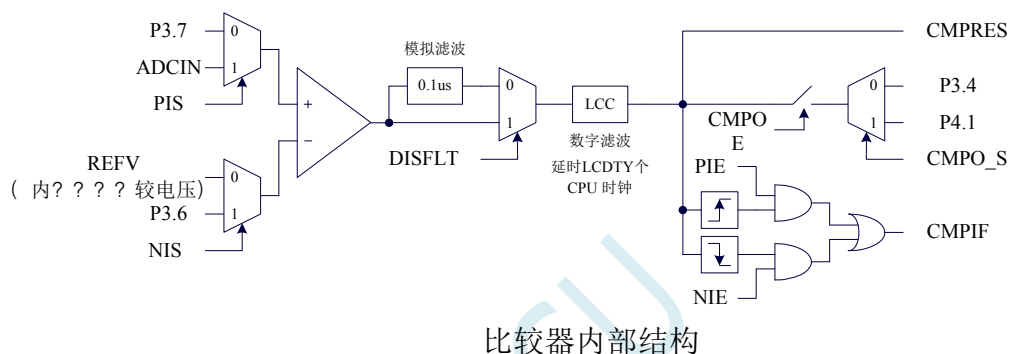 P3.7
0
ADCIN
1
PIS
+
−
REFV
（ 内？？？？较电压）
0
P3.6
1
NIS
模拟滤波
0.1us
0
1
DISFLT
LCC
数字滤波
延时LCDTY个
CPU 时钟
CMPRES
CMPO
E
0
P3.4
1
P4.1
CMPO_S
PIE
NIE
CMPIF
比较器内部结构